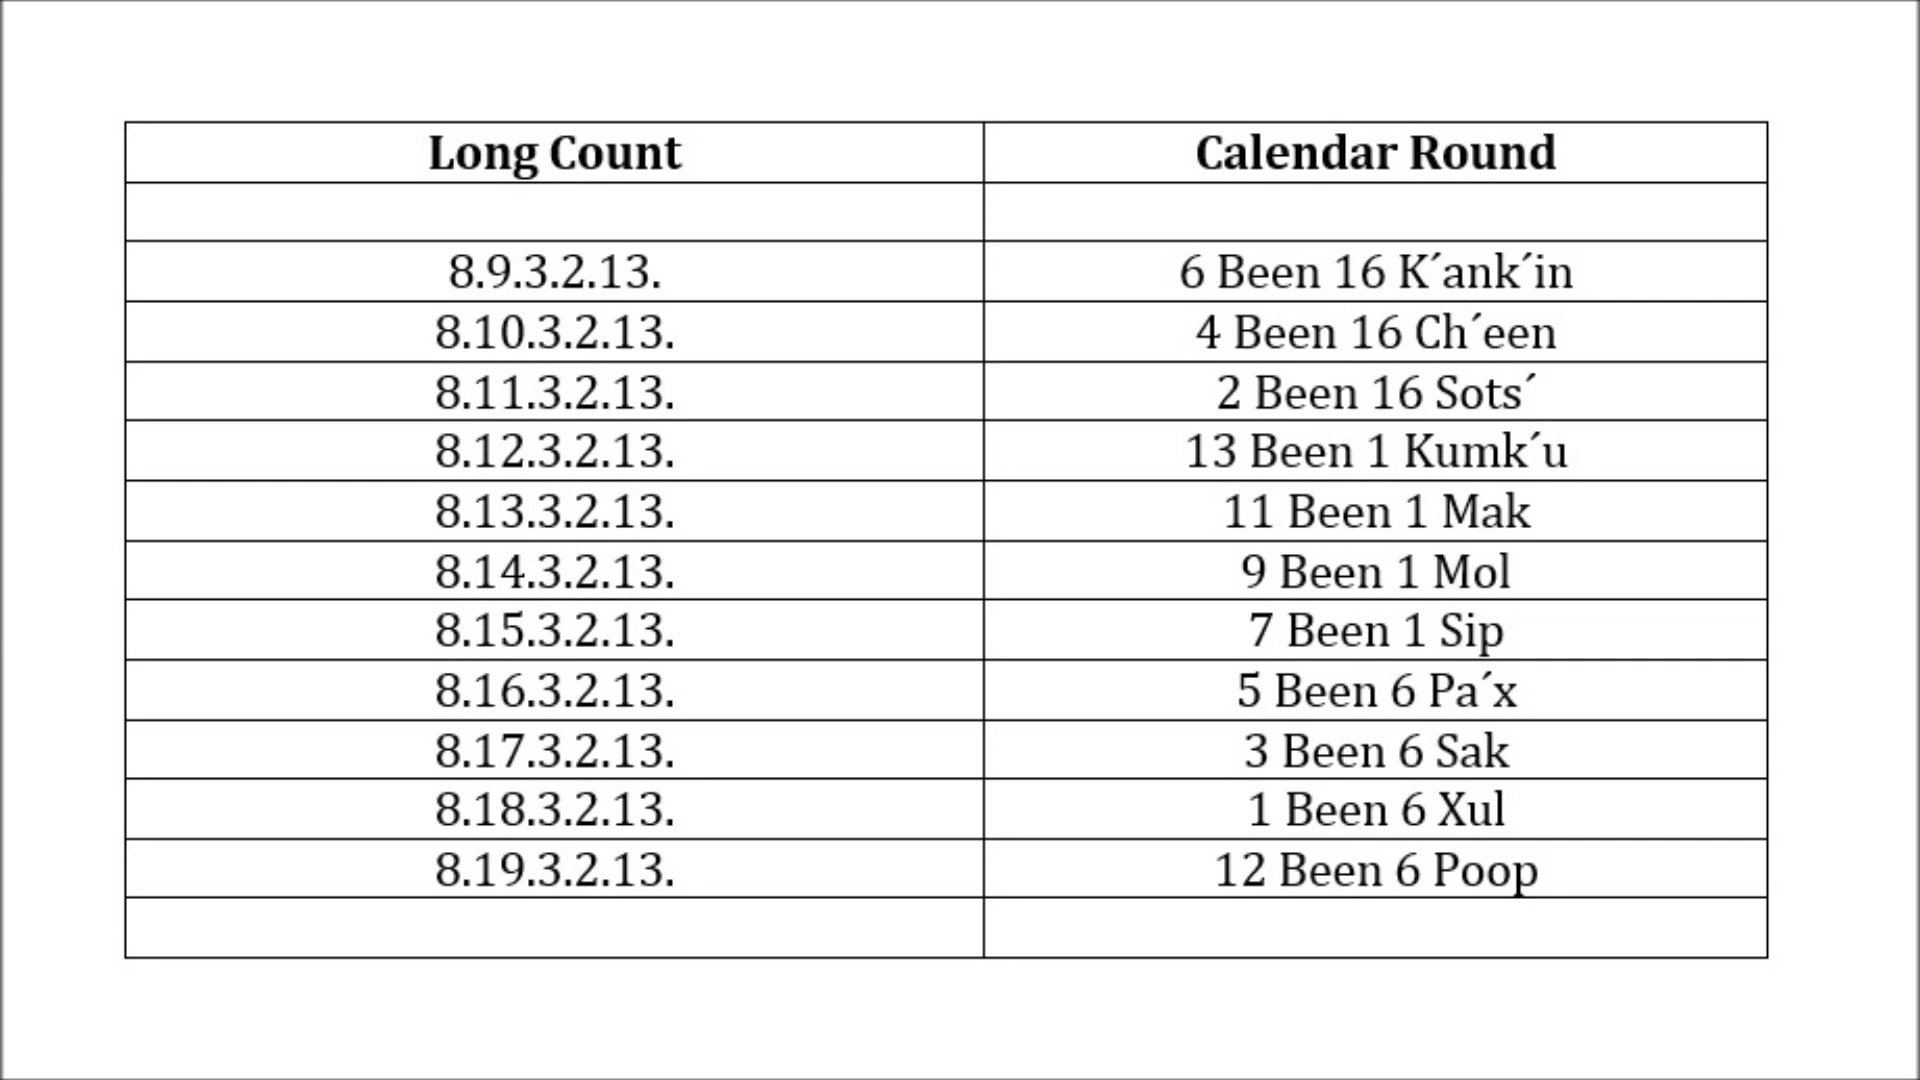 Long Count Calendar Round
8.9.3.2.13. 6 Been 16 K´ank´in
8.10.3.2.13. 4 Been 16 Ch´een
8.11.3.2.13. 2 Been 16 Sots´
8.12.3.2.13. 13 Been 1 Kumk´u
8.13.3.2.13. 11 Been 1 Mak
8.14.3.2.13. 9 Been 1 Mol
8.15.3.2.13. 7 Been 1 Sip
8.16.3.2.13. 5 Been 6 Pa´x
8.17.3.2.13. 3 Been 6 Sak
8.18.3.2.13. 1 Been 6 Xul
8.19.3.2.13. 12 Been 6 Poop